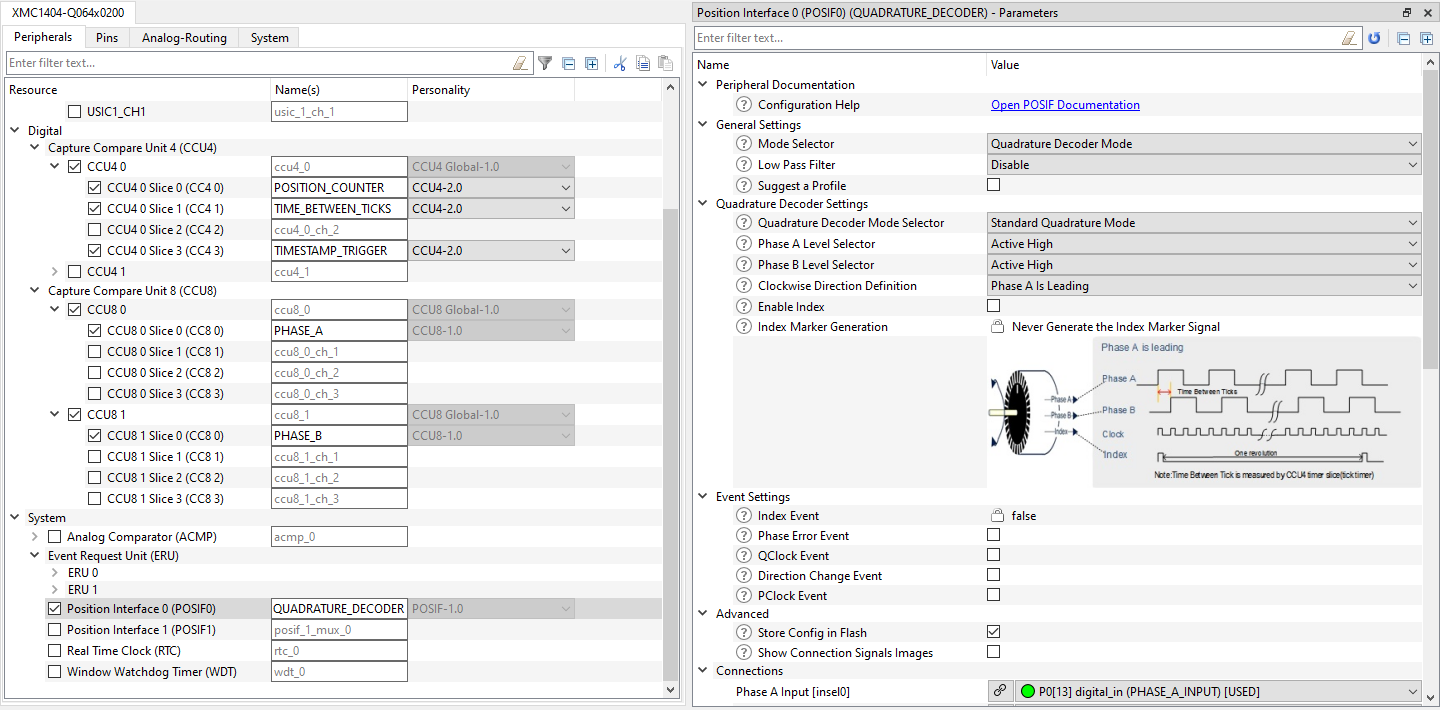 XMC1404-Q064x0200
Peripherals Pins Analog-Routing System
Enter filter text...
Resource Name(s) Personality
USIC1_CH1 usic_1_ch_1
Digital
Capture Compare Unit 4 (CCU4)
CCU4 0 ccu4_0 CCU4 Global-1.0
CCU4 0 Slice 0 (CC4 0) POSITION_COUNTER CCU4-2.0
CCU4 0 Slice 1 (CC4 1) TIME_BETWEEN_TICKS CCU4-2.0
CCU4 0 Slice 2 (CC4 2) ccu4_0_ch_2
CCU4 0 Slice 3 (CC4 3) TIMESTAMP_TRIGGER CCU4-2.0
CCU4 1 ccu4_1
Capture Compare Unit 8 (CCU8)
CCU8 0 ccu8_0 CCU8 Global-1.0
CCU8 0 Slice 0 (CC8 0) PHASE_A CCU8-1.0
CCU8 0 Slice 1 (CC8 1) ccu8_0_ch_1
CCU8 0 Slice 2 (CC8 2) ccu8_0_ch_2
CCU8 0 Slice 3 (CC8 3) ccu8_0_ch_3
CCU8 1 ccu8_1 CCU8 Global-1.0
CCU8 1 Slice 0 (CC8 0) PHASE_B CCU8-1.0
CCU8 1 Slice 1 (CC8 1) ccu8_1_ch_1
CCU8 1 Slice 2 (CC8 2) ccu8_1_ch_2
CCU8 1 Slice 3 (CC8 3) ccu8_1_ch_3
System
Analog Comparator (ACMP) acmp_0
Event Request Unit (ERU)
ERU 0
ERU 1
Position Interface 0 (POSIF0) QUADRATURE_DECODER POSIF-1.0
Position Interface 1 (POSIF1) posif_1_mux_0
Real Time Clock (RTC) rtc_0
Window Watchdog Timer (WDT) wdt_0
Position Interface 0 (POSIF0) (QUADRATURE_DECODER) - Parameters
Enter filter text...
Name Value
Peripheral Documentation
Configuration Help Open POSIF Documentation
General Settings
Mode Selector Quadrature Decoder Mode
Low Pass Filter Disable
Suggest a Profile
Quadrature Decoder Settings
Quadrature Decoder Mode Selector Standard Quadrature Mode
Phase A Level Selector Active High
Phase B Level Selector Active High
Clockwise Direction Definition Phase A Is Leading
Enable Index
Index Marker Generation Never Generate the Index Marker Signal
Phase A is leading
Phase A
Time Between Ticks
Phase A
Phase B
Phase B
Clock
Index
Index
One revolution
Note:Time Between Tick is measured by CCU4 timer slice(tick timer)
Event Settings
Index Event false
Phase Error Event
QClock Event
Direction Change Event
PClock Event
Advanced
Store Config in Flash
Show Connection Signals Images
Connections
Phase A Input [insel0] P0[13] digital_in (PHASE_A_INPUT) [USED]